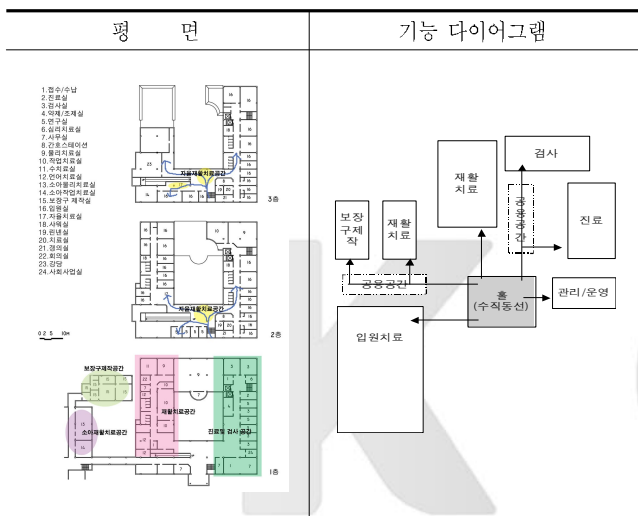 평 면
기능 다이어그램
1.접수/수납
2.진료실
3.검사실
4.약제/조제실
5.연구실
6.심리치료실
7.사무실
8.간호스테이션
9.물리치료실
10.작업치료실
11.수치료실
12.언어치료실
13.소아물리치료실
14.소아작업치료실
15.보장구 제작실
16.입원실
17.자율치료실
18.샤워실
19.린넨실
20.처치실
21.갱의실
22.회의실
23.강당
24.사회사업실
자율재활치료공간
3층
자율재활치료공간
2층
0 2 5 10M
보장구제작공간
재활치료공간
소아재활치료공간
진료및 검사 공간
1층
검사
재활
치료
공용공간
진료
보장
구제
작
재활
치료
공용공간
홀
(수직동선)
관리/운영
입원치료